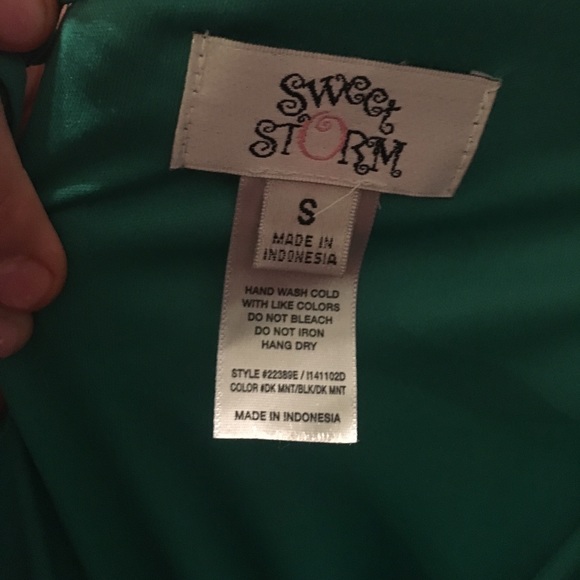 Sweet
STORM
S
MADE IN
INDONESIA
HAND WASH COLD
WITH LIKE COLORS
DO NOT BLEACH
DO NOT IRON
HANG DRY
STYLE #22389E / I141102D
COLOR #DK MNT/BLK/DK MNT
MADE IN INDONESIA